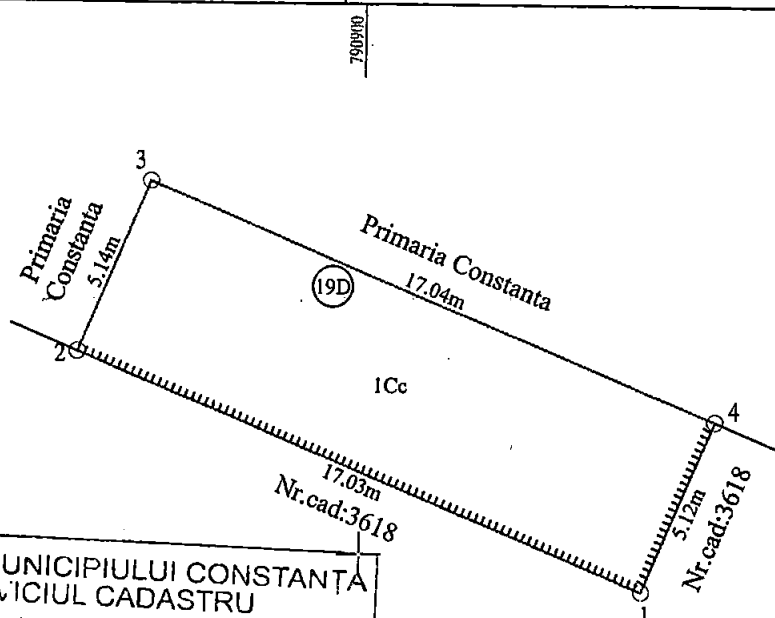 790900
3
Primaria
Constanta
5.14m
Primaria Constanta
19D
17.04m
2
1Cc
4
17.03m
Nr.cad:3618
5.12m
Nr.cad:3618
1
UNICIPIULUI CONSTANTA
VICIUL CADASTRU